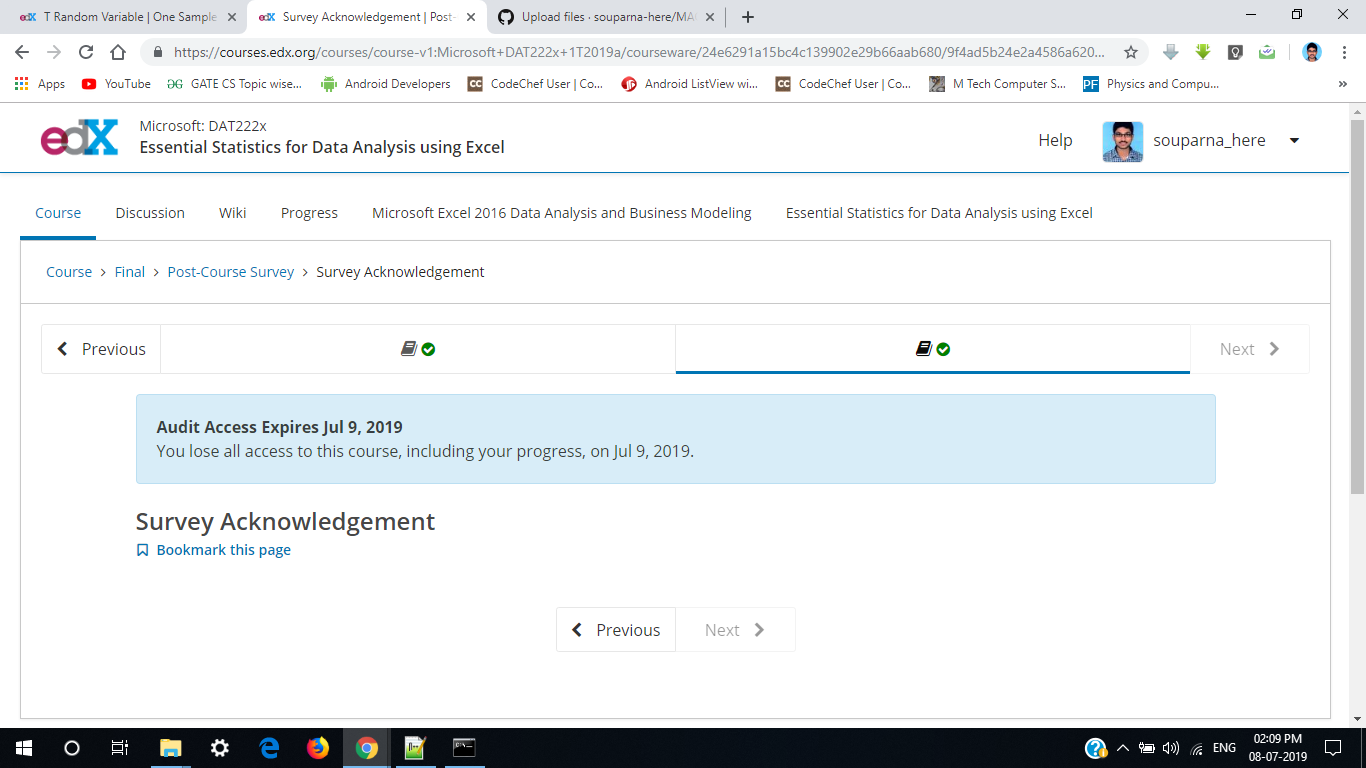 T Random Variable | One Sample
Survey Acknowledgement | Post-
Upload files · souparna-here/MA
https://courses.edx.org/courses/course-v1:Microsoft+DAT222x+1T2019a/courseware/24e6291a15bc4c139902e29b66aab680/9f4ad5b24e2a4586a620...
Apps YouTube GATE CS Topic wise... Android Developers CodeChef User | Co... Android ListView wi... CodeChef User | Co... M Tech Computer S... Physics and Compu... »
edX
Microsoft: DAT222x
Essential Statistics for Data Analysis using Excel
Help souparna_here
Course Discussion Wiki Progress Microsoft Excel 2016 Data Analysis and Business Modeling Essential Statistics for Data Analysis using Excel
Course > Final > Post-Course Survey > Survey Acknowledgement
Previous Next
Audit Access Expires Jul 9, 2019
You lose all access to this course, including your progress, on Jul 9, 2019.
Survey Acknowledgement
Bookmark this page
Previous Next
ENG
02:09 PM
08-07-2019